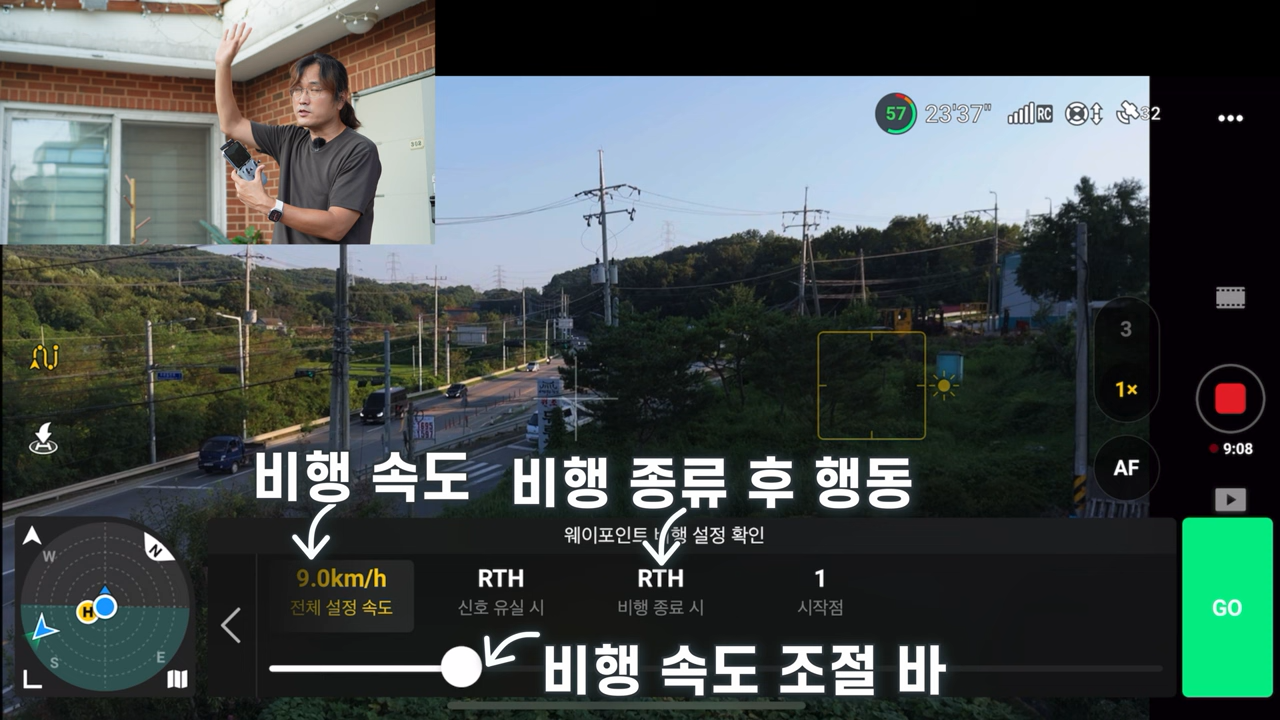 57 23'37" RC 32
3
1×
AF
9:08
비행 속도
비행 종류 후 행동
웨이포인트 비행 설정 확인
9.0km/h
전체 설정 속도
RTH
신호 유실 시
RTH
비행 종료 시
1
시작점
GO
비행 속도 조절 바
N
W
H
S
E